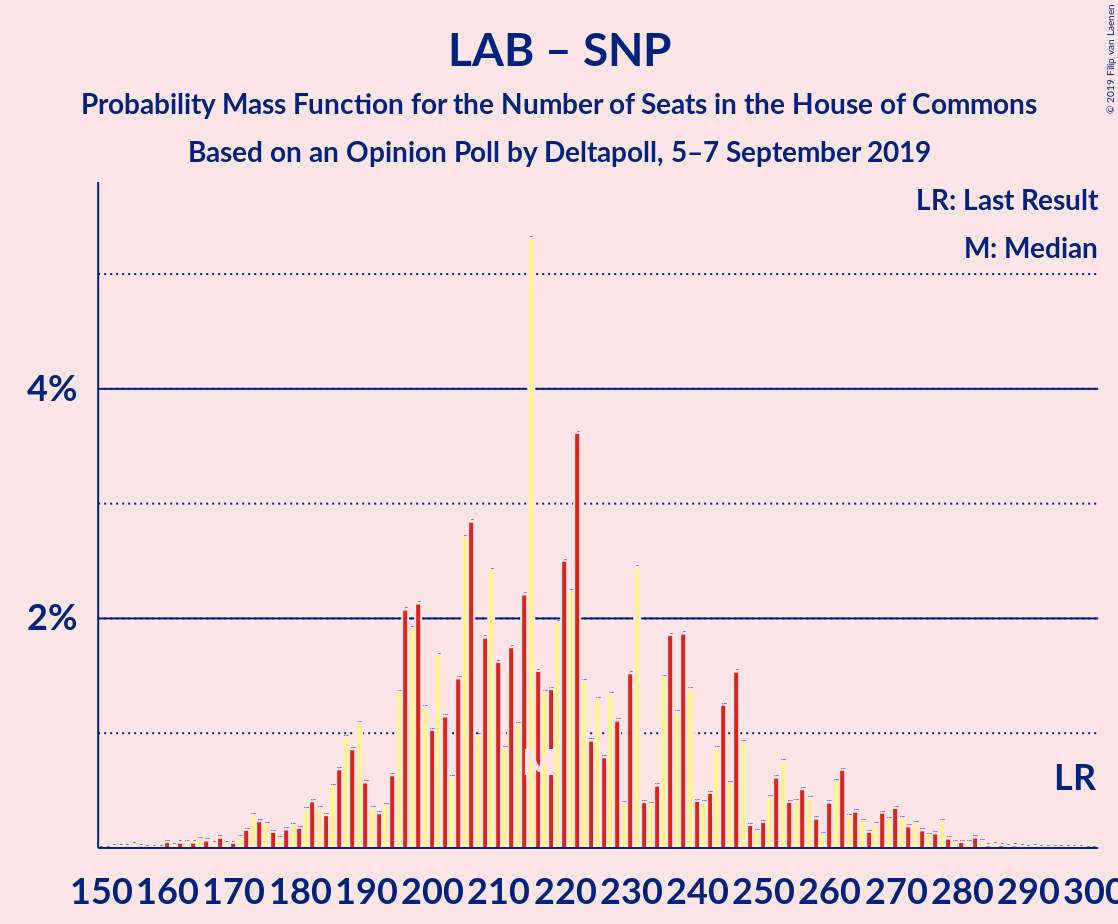 LAB – SNP
Probability Mass Function for the Number of Seats in the House of Commons
Based on an Opinion Poll by Deltapoll, 5–7 September 2019
© 2019 Filip van Laenen
LR: Last Result
M: Median
4%
2%
M
LR
150 160 170 180 190 200 210 220 230 240 250 260 270 280 290 300